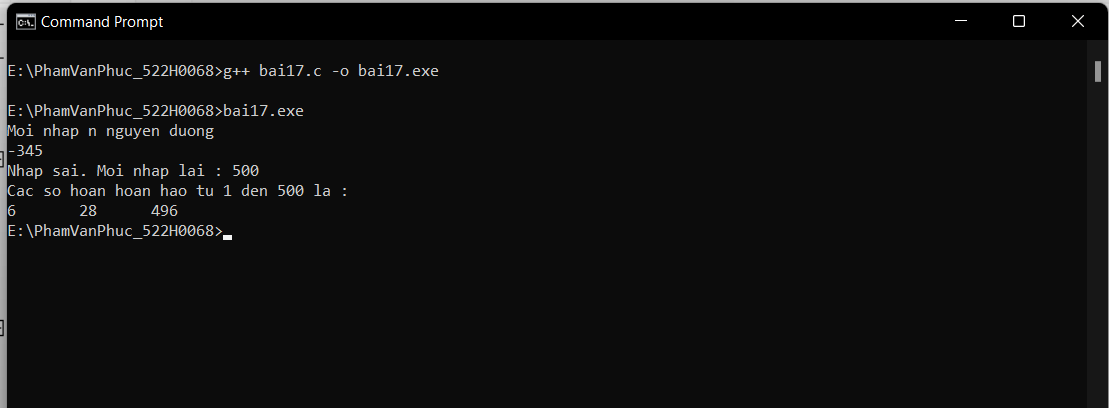 Command Prompt
E:\PhamVanPhuc_522H0068>g++ bai17.c -o bai17.exe
E:\PhamVanPhuc_522H0068>bai17.exe
Moi nhap n nguyen duong
-345
Nhap sai. Moi nhap lai : 500
Cac so hoan hoan hao tu 1 den 500 la :
6 28 496
E:\PhamVanPhuc_522H0068>